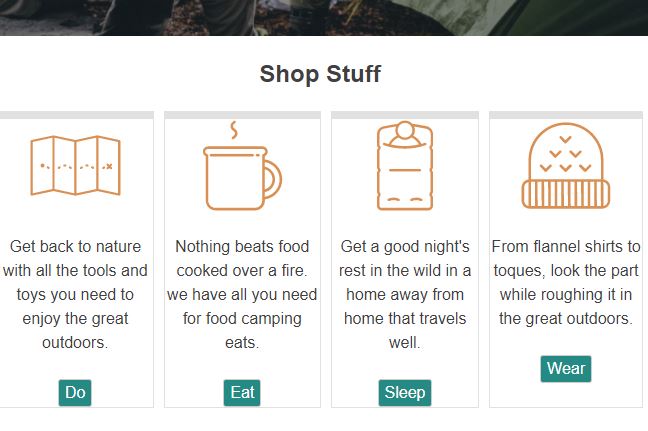 Shop Stuff
Get back to nature
with all the tools and
toys you need to
enjoy the great
outdoors.
Do
Nothing beats food
cooked over a fire.
we have all you need
for food camping
eats.
Eat
Get a good night's
rest in the wild in a
home away from
home that travels
well.
Sleep
From flannel shirts to
toques, look the part
while roughing it in
the great outdoors.
Wear